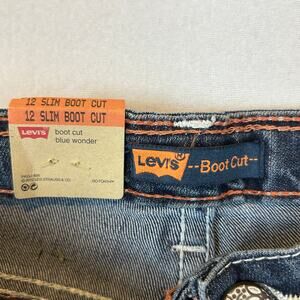 12 SLIM BOOT CUT
12 SLIM BOOT CUT
Levi's
boot cut
blue wonder
Levi's® --Boot Cut--